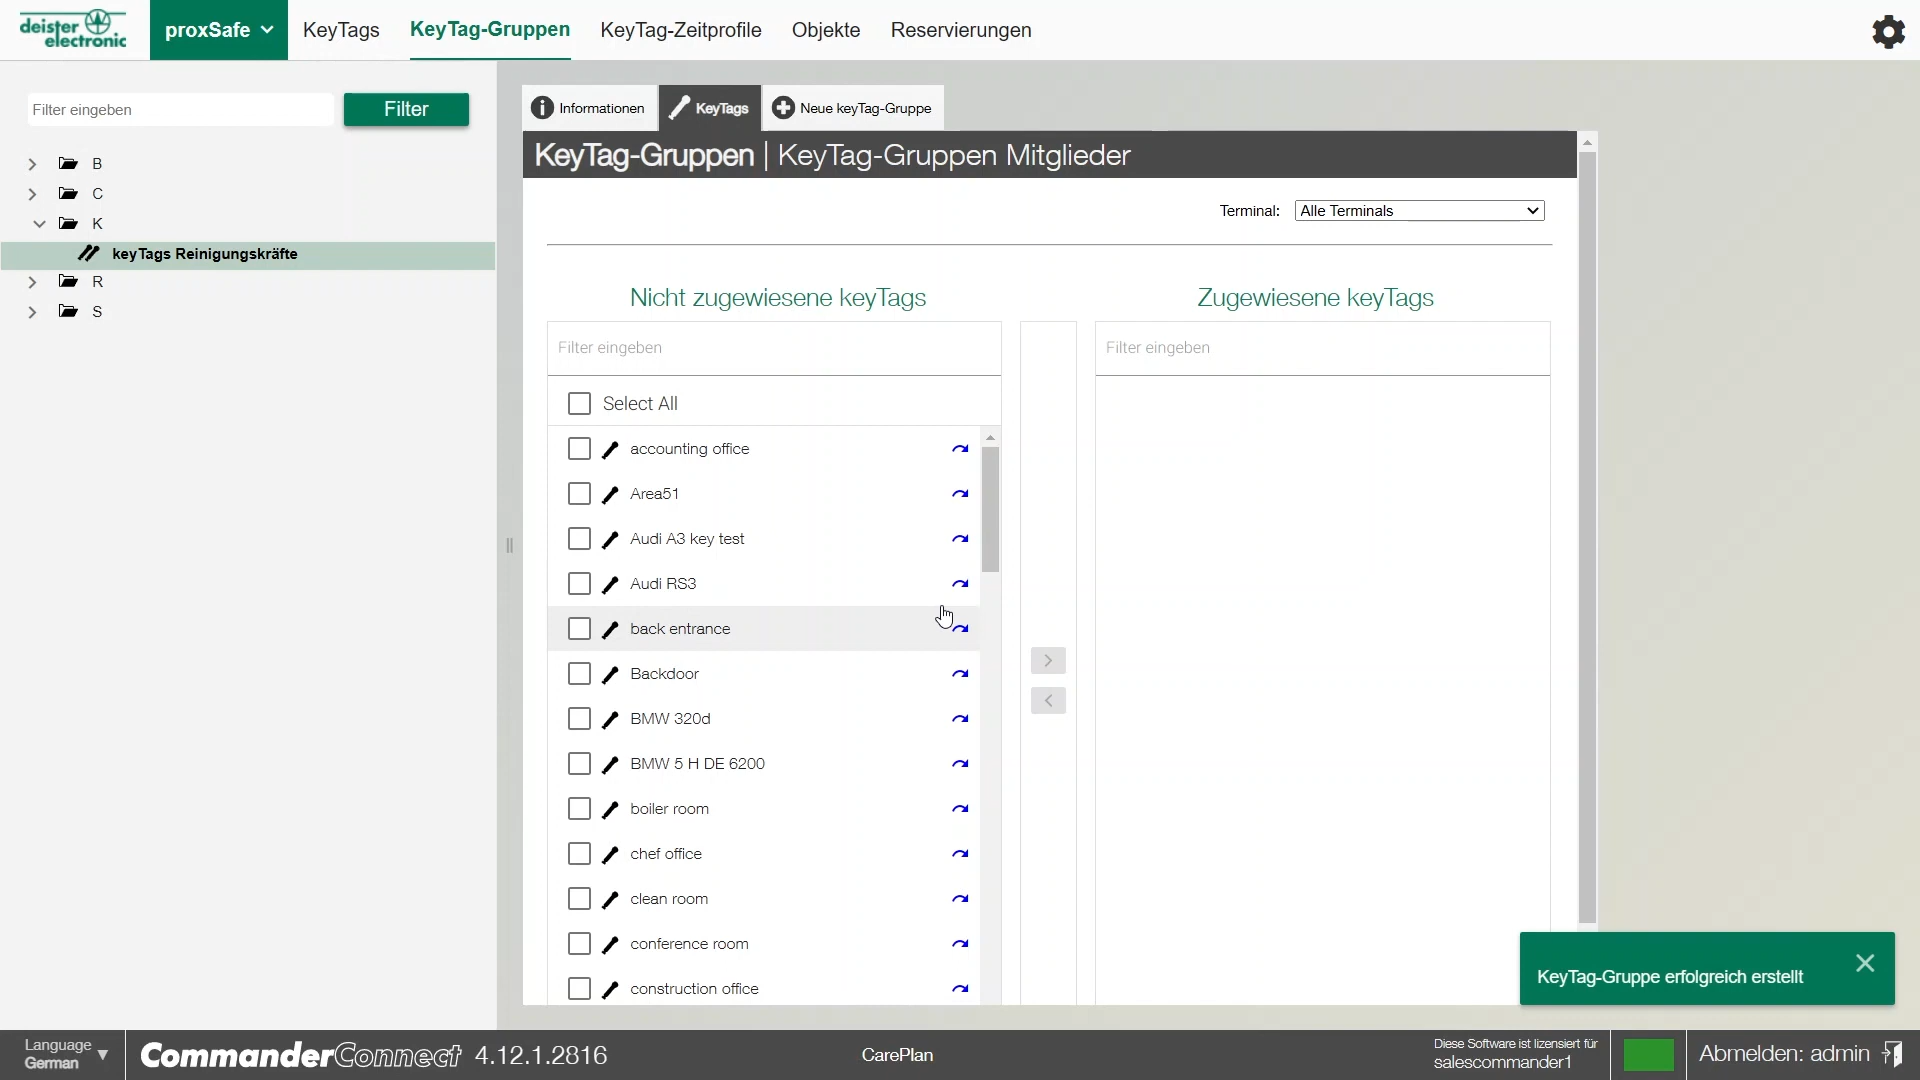 deister
electronic
proxSafe
KeyTags
KeyTag-Gruppen
KeyTag-Zeitprofile
Objekte
Reservierungen
Filter eingeben
Filter
B
C
K
keyTags Reinigungskräfte
R
S
Informationen
KeyTags
Neue keyTag-Gruppe
KeyTag-Gruppen | KeyTag-Gruppen Mitglieder
Terminal:
Alle Terminals
Nicht zugewiesene keyTags
Zugewiesene keyTags
Filter eingeben
Filter eingeben
Select All
accounting office
Area51
Audi A3 key test
Audi RS3
back entrance
Backdoor
BMW 320d
BMW 5 H DE 6200
boiler room
chef office
clean room
conference room
construction office
KeyTag-Gruppe erfolgreich erstellt
Language
German
CommanderConnect 4.12.1.2816
CarePlan
Diese Software ist lizensiert für
salescommander1
Abmelden: admin